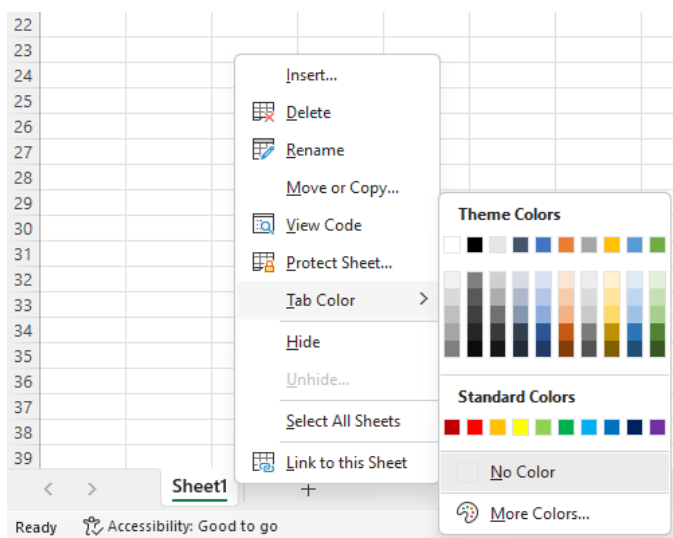 22
23
24
25
26
27
28
29
30
31
32
33
34
35
36
37
38
39
Insert...
Delete
Rename
Move or Copy...
View Code
Protect Sheet...
Tab Color
Hide
Unhide...
Select All Sheets
Link to this Sheet
Theme Colors
Standard Colors
No Color
More Colors...
Sheet1
Ready
Accessibility: Good to go